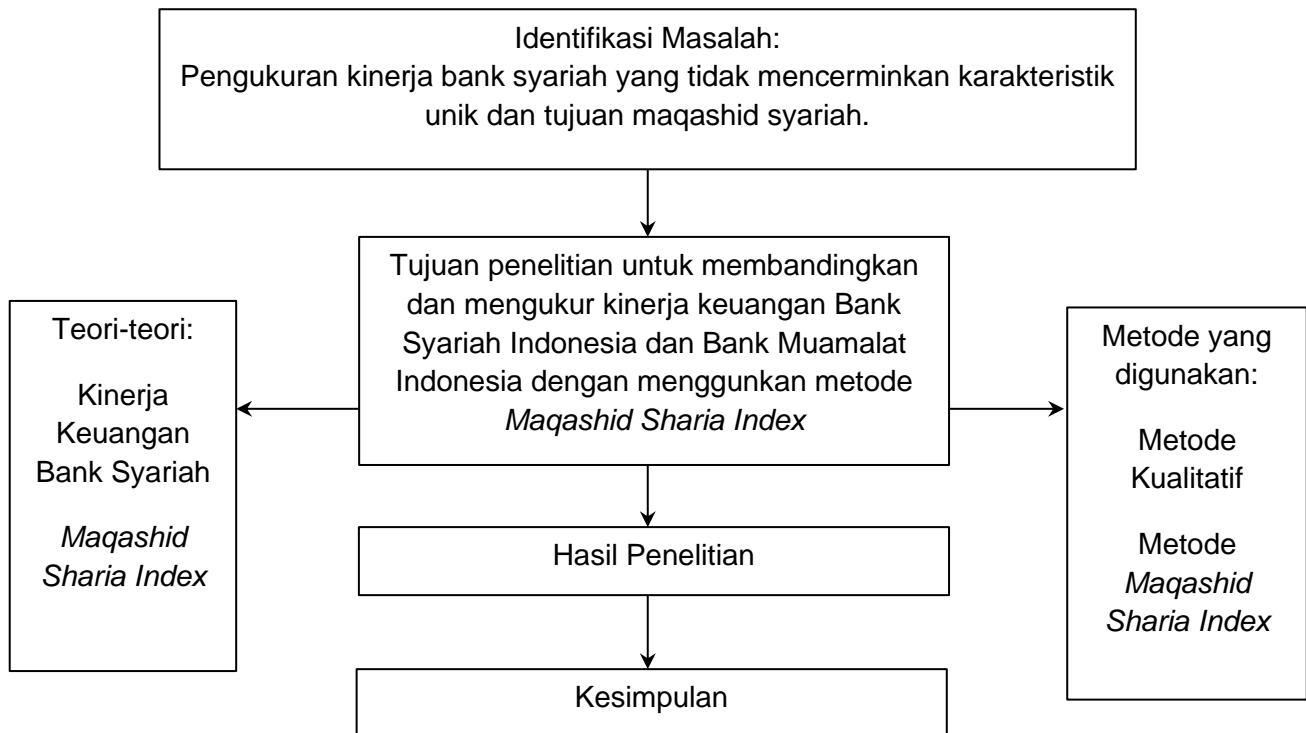 Identifikasi Masalah:
Pengukuran kinerja bank syariah yang tidak mencerminkan karakteristik
unik dan tujuan maqashid syariah.
Tujuan penelitian untuk membandingkan
dan mengukur kinerja keuangan Bank
Syariah Indonesia dan Bank Muamalat
Indonesia dengan menggunkan metode
Maqashid Sharia Index
Teori-teori:
Kinerja
Keuangan
Bank Syariah
Maqashid
Sharia Index
Metode yang
digunakan:
Metode
Kualitatif
Metode
Maqashid
Sharia Index
Hasil Penelitian
Kesimpulan